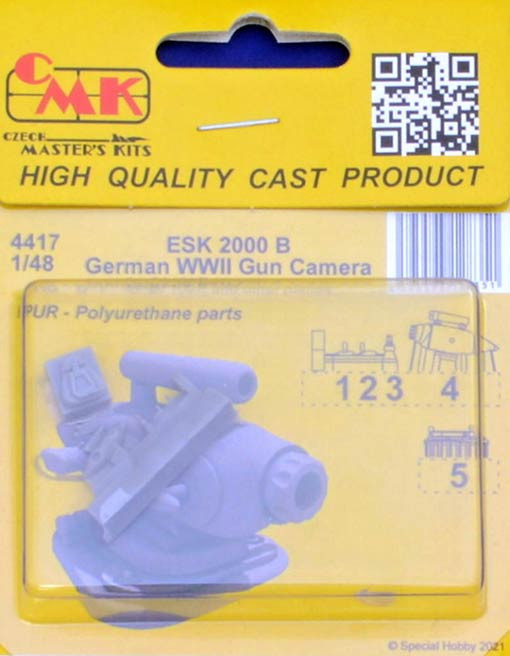 CMK
CZECH
MASTER'S KITS
HIGH QUALITY CAST PRODUCT
4417
1/48
ESK 2000 B
German WWII Gun Camera
PUR - Polyurethane parts
1 2 3 4
5
© Special Hobby 2021